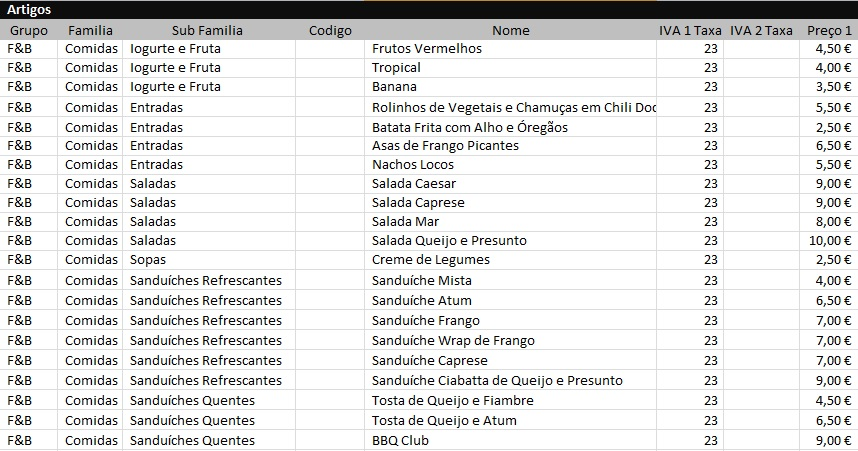 Artigos
Grupo Familia Sub Familia Codigo Nome IVA 1 Taxa IVA 2 Taxa Preço 1
F&B Comidas Iogurte e Fruta Frutos Vermelhos 23 4,50 €
F&B Comidas Iogurte e Fruta Tropical 23 4,00 €
F&B Comidas Iogurte e Fruta Banana 23 3,50 €
F&B Comidas Entradas Rolinhos de Vegetais e Chamuças em Chili Doc 23 5,50 €
F&B Comidas Entradas Batata Frita com Alho e Óregãos 23 2,50 €
F&B Comidas Entradas Asas de Frango Picantes 23 6,50 €
F&B Comidas Entradas Nachos Locos 23 5,50 €
F&B Comidas Saladas Salada Caesar 23 9,00 €
F&B Comidas Saladas Salada Caprese 23 9,00 €
F&B Comidas Saladas Salada Mar 23 8,00 €
F&B Comidas Saladas Salada Queijo e Presunto 23 10,00 €
F&B Comidas Sopas Creme de Legumes 23 2,50 €
F&B Comidas Sanduíches Refrescantes Sanduíche Mista 23 4,00 €
F&B Comidas Sanduíches Refrescantes Sanduíche Atum 23 6,50 €
F&B Comidas Sanduíches Refrescantes Sanduíche Frango 23 7,00 €
F&B Comidas Sanduíches Refrescantes Sanduíche Wrap de Frango 23 7,00 €
F&B Comidas Sanduíches Refrescantes Sanduíche Caprese 23 7,00 €
F&B Comidas Sanduíches Refrescantes Sanduíche Ciabatta de Queijo e Presunto 23 9,00 €
F&B Comidas Sanduíches Quentes Tosta de Queijo e Fiambre 23 4,50 €
F&B Comidas Sanduíches Quentes Tosta de Queijo e Atum 23 6,50 €
F&B Comidas Sanduíches Quentes BBQ Club 23 9,00 €